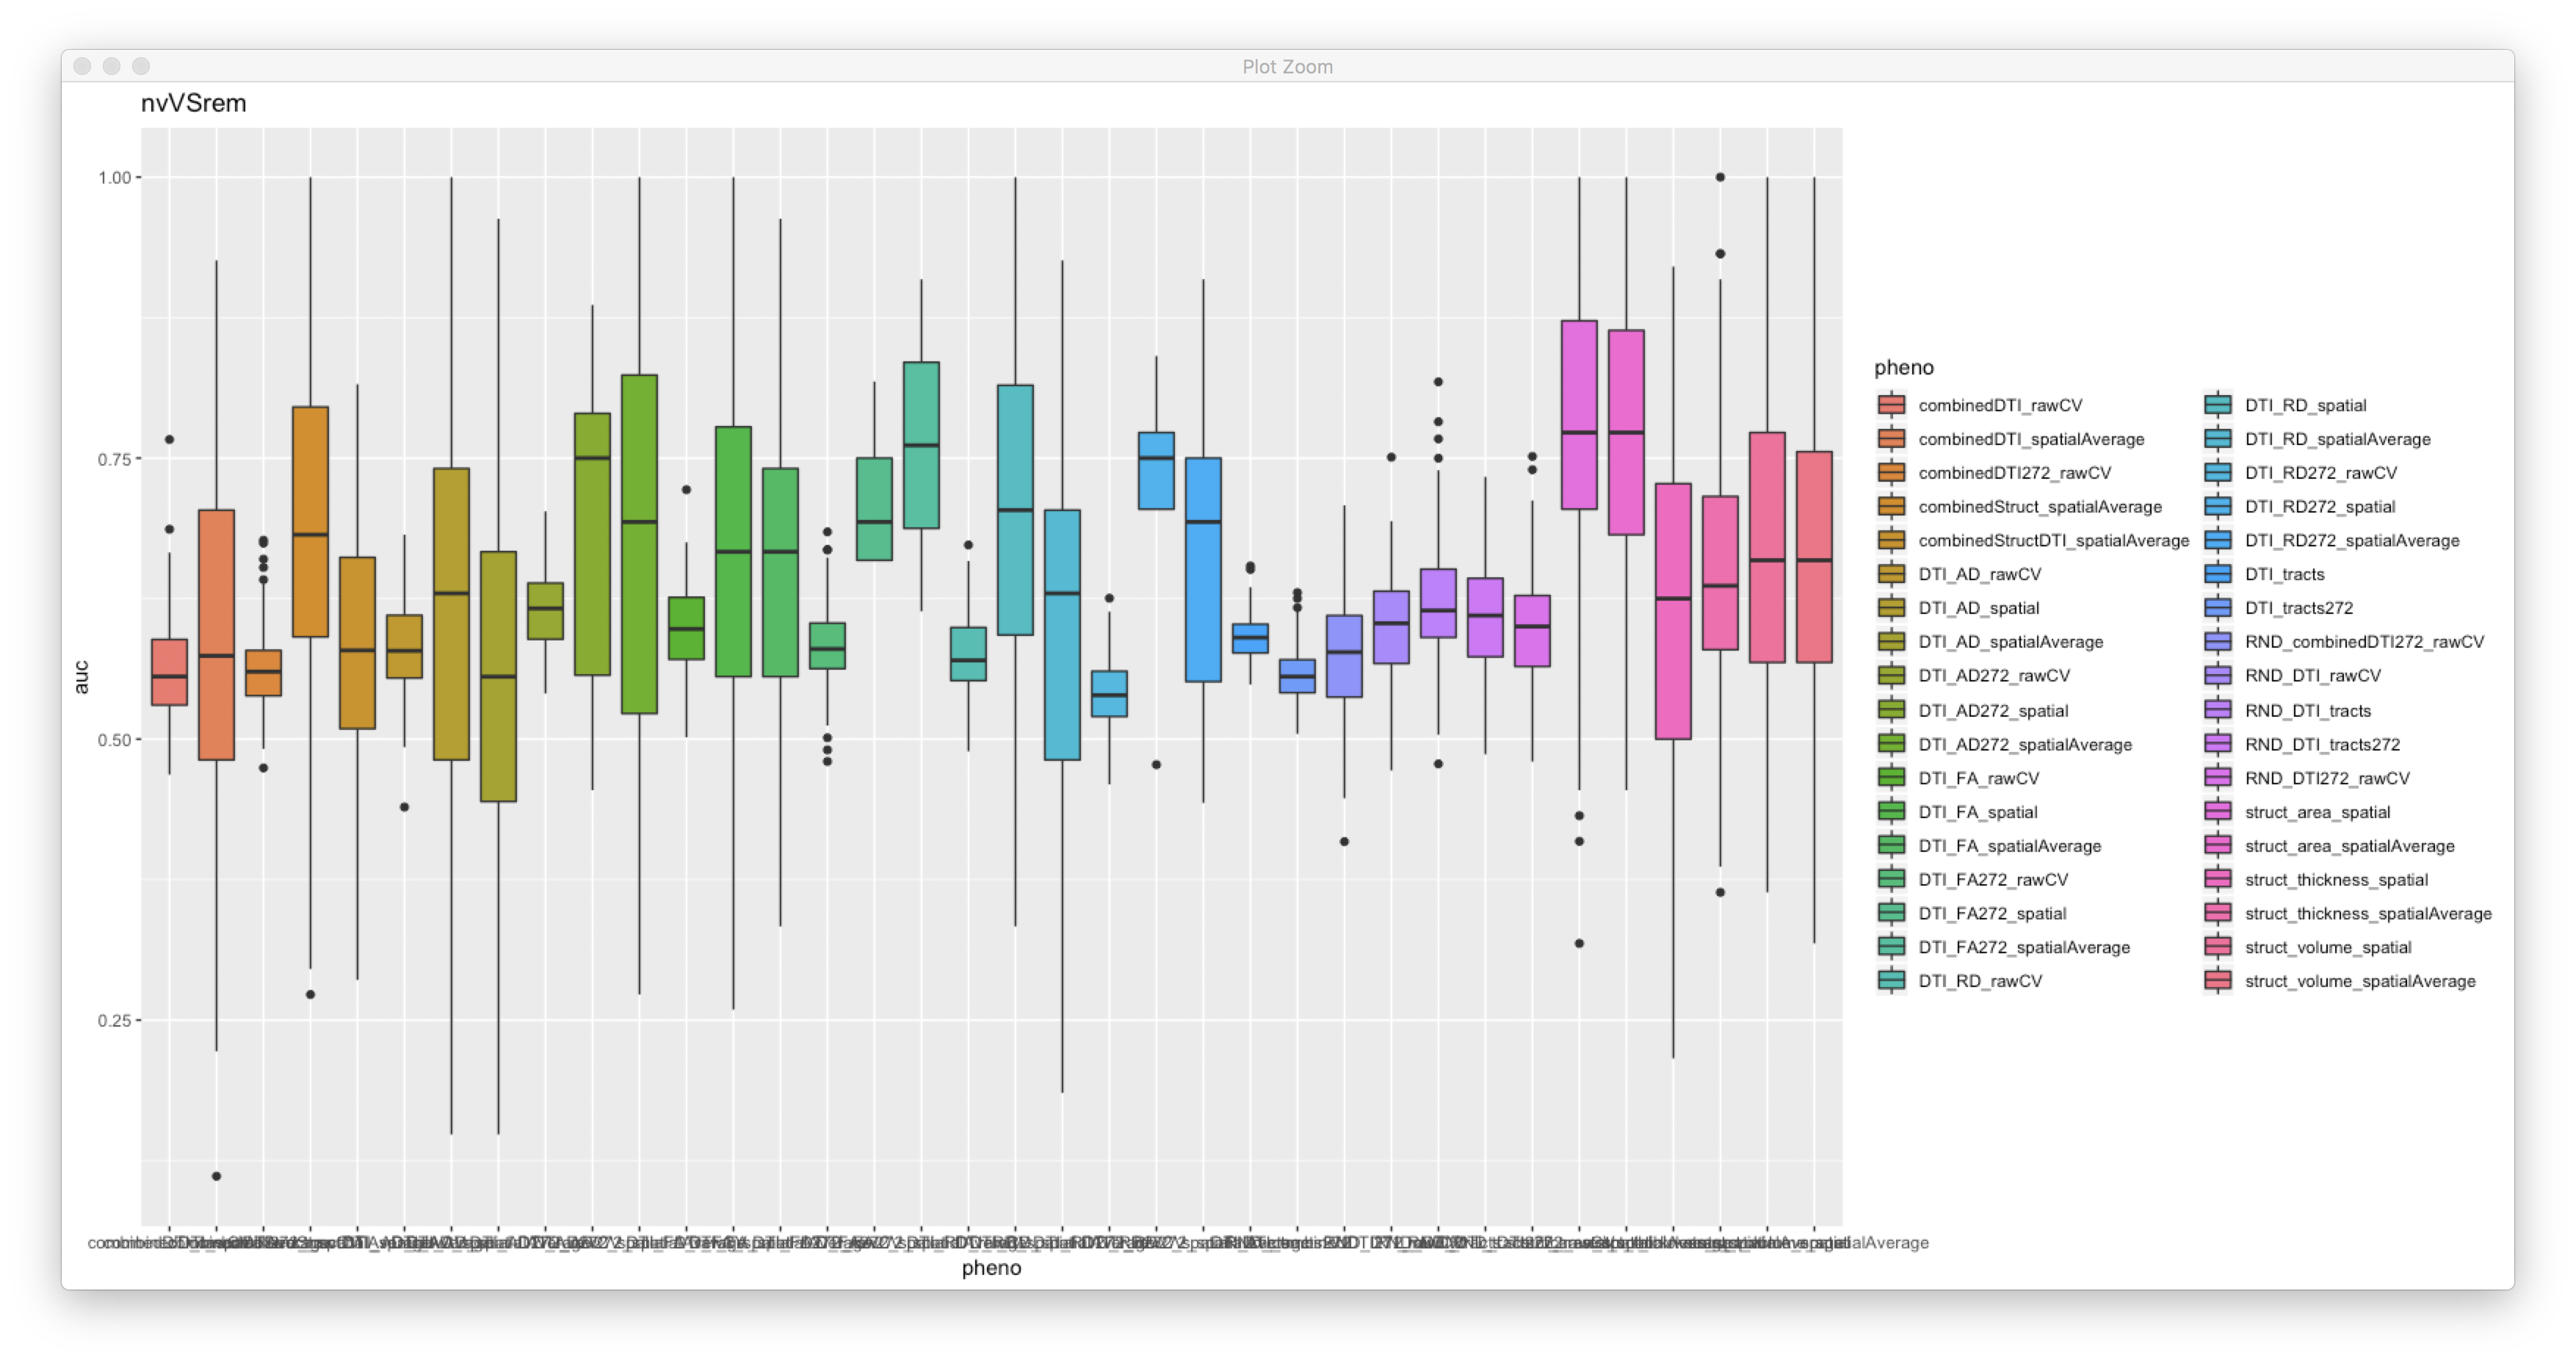 Plot Zoom
nvVSrem
1.00
0.75
0.50
0.25
auc
pheno
pheno
combinedDTI_rawCV
combinedDTI_spatialAverage
combinedDTI272_rawCV
combinedStruct_spatialAverage
combinedStructDTI_spatialAverage
DTI_AD_rawCV
DTI_AD_spatial
DTI_AD_spatialAverage
DTI_AD272_rawCV
DTI_AD272_spatial
DTI_AD272_spatialAverage
DTI_FA_rawCV
DTI_FA_spatial
DTI_FA_spatialAverage
DTI_FA272_rawCV
DTI_FA272_spatial
DTI_FA272_spatialAverage
DTI_RD_rawCV
DTI_RD_spatial
DTI_RD_spatialAverage
DTI_RD272_rawCV
DTI_RD272_spatial
DTI_RD272_spatialAverage
DTI_tracts
DTI_tracts272
RND_combinedDTI272_rawCV
RND_DTI_rawCV
RND_DTI_tracts
RND_DTI_tracts272
RND_DTI272_rawCV
struct_area_spatial
struct_area_spatialAverage
struct_thickness_spatial
struct_thickness_spatialAverage
struct_volume_spatial
struct_volume_spatialAverage